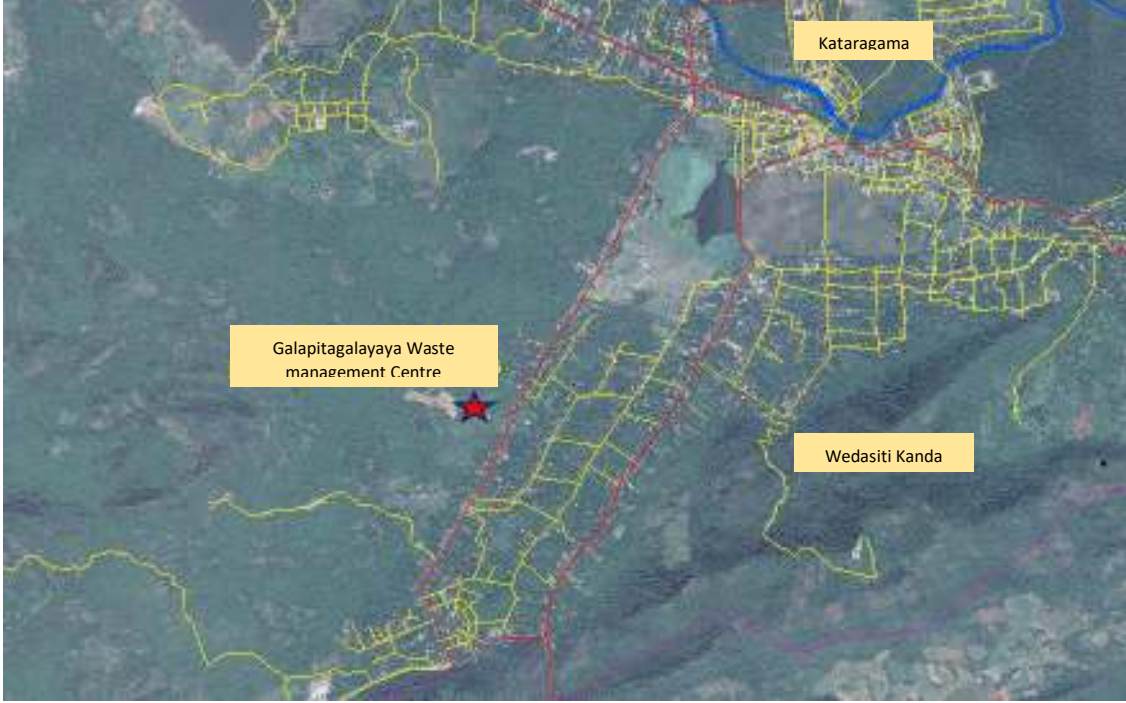 Kataragama
Galapitagalayaya Waste
management Centre
Wedasiti Kanda